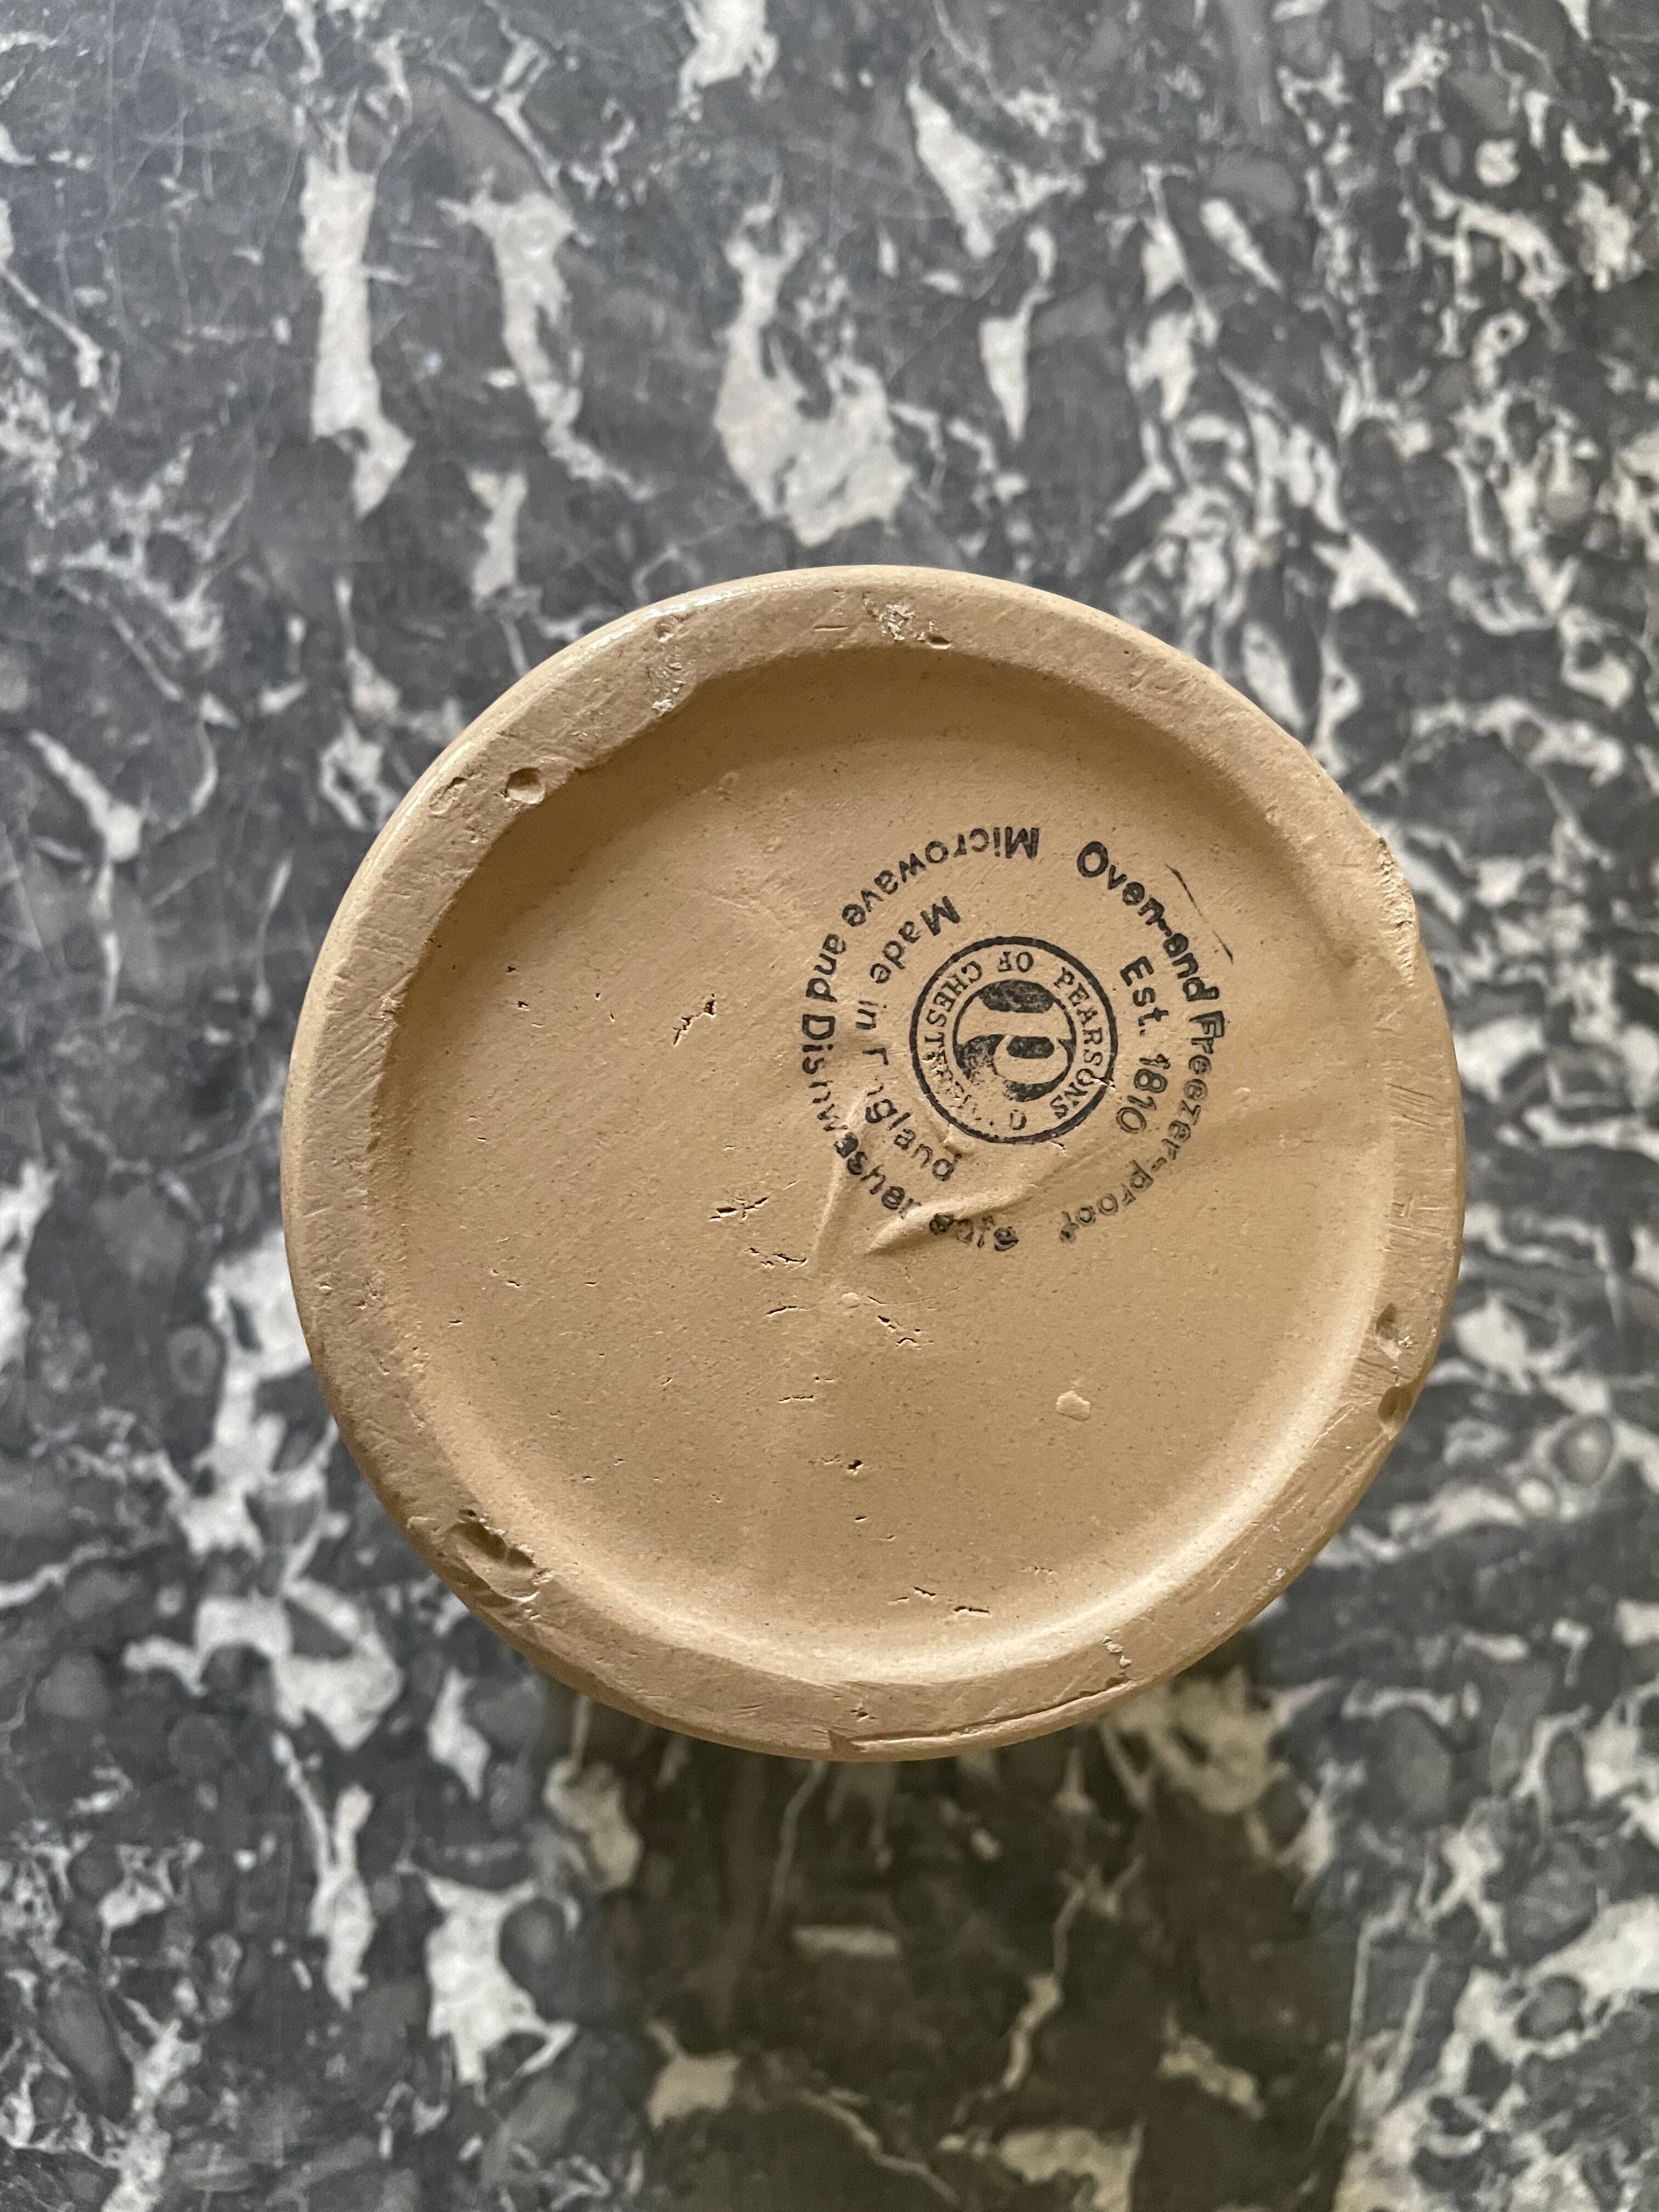 Oven-and Freezer-proof
Est. 1810
PEARSONS
OF CHESTERFIELD
P
Made in England
Microwave and Dishwasher Safe